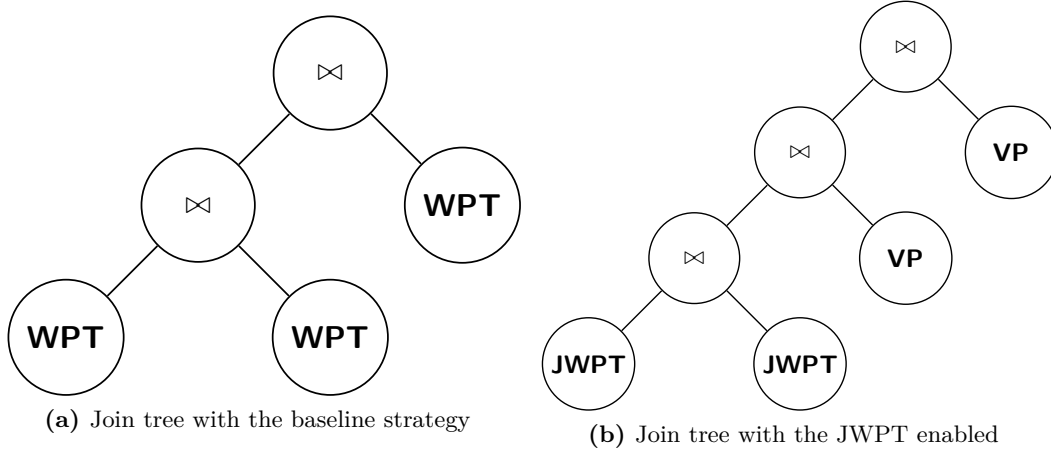 ⋈
⋈
WPT
WPT
WPT
(a) Join tree with the baseline strategy
⋈
⋈
VP
⋈
VP
JWPT
JWPT
(b) Join tree with the JWPT enabled